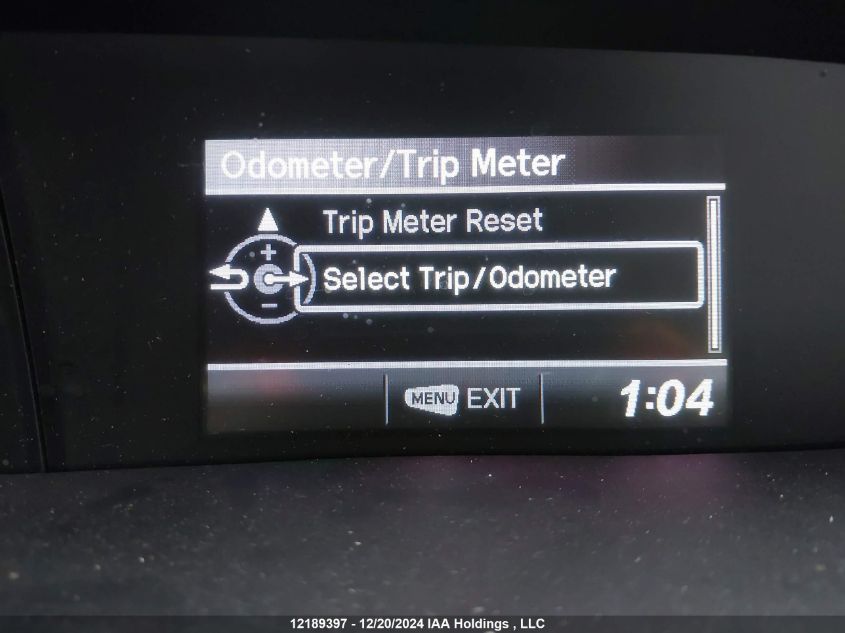 Odometer/Trip Meter
Trip Meter Reset
+
Select Trip/Odometer
-
MENU EXIT
1:04
12189397 - 12/20/2024 IAA Holdings , LLC